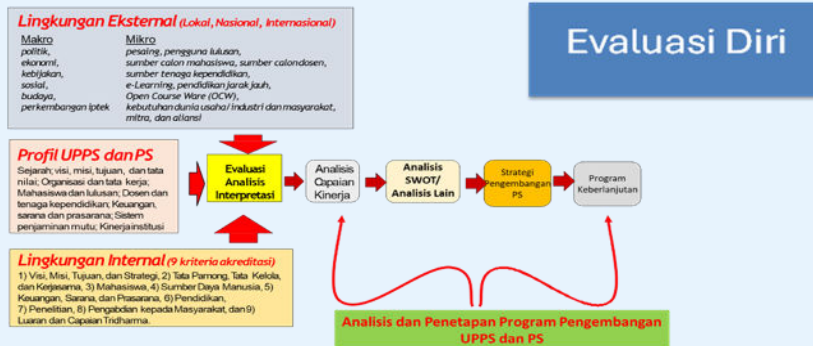 Lingkungan Eksternal (Lokal, Nasional, Internasional)
Makro Mikro
politik, pesaing, pengguna lulusan,
ekonomi, sumber calon mahasiswa, sumber calondosen,
kebijakan, sumber tenaga kependidikan,
sosial, e-Learning, pendidikan jarak jauh,
budaya, Open Course Ware (OCW),
perkembangan iptek kebutuhan dunia usaha/ industri dan masyarakat,
mitra, dan aliansi
Evaluasi Diri
Profil UPPS dan PS
Sejarah; visi, misi, tujuan, dan tata
nilai; Organisasi dan tata kerja;
Mahasiswa dan lulusan; Dosen dan
tenaga kependidikan; Keuangan,
sarana dan prasarana; Sistem
penjaminan mutu; Kinerja institusi
Evaluasi
Analisis
Interpretasi
Analisis
Capaian
Kinerja
Analisis
SWOT/
Analisis Lain
Strategi
Pengembangan
PS
Program
Keberlanjutan
Lingkungan Internal (9 kriteria akreditasi)
1) Visi, Misi, Tujuan, dan Strategi, 2) Tata Pamong, Tata Kelola,
dan Kerjasama, 3) Mahasiswa, 4) Sumber Daya Manusia, 5)
Keuangan, Sarana, dan Prasarana, 6) Pendidikan,
7) Penelitian, 8) Pengabdian kepada Masyarakat, dan 9)
Luaran dan Capaian Tridharma.
Analisis dan Penetapan Program Pengembangan
UPPS dan PS